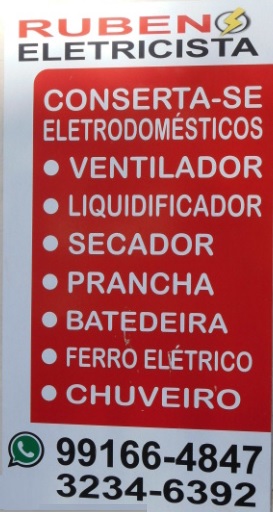 RUBENS
ELETRICISTA
CONSERTA-SE
ELETRODOMÉSTICOS
• VENTILADOR
• LIQUIDIFICADOR
• SECADOR
• PRANCHA
• BATEDEIRA
• FERRO ELÉTRICO
• CHUVEIRO
99166-4847
3234-6392